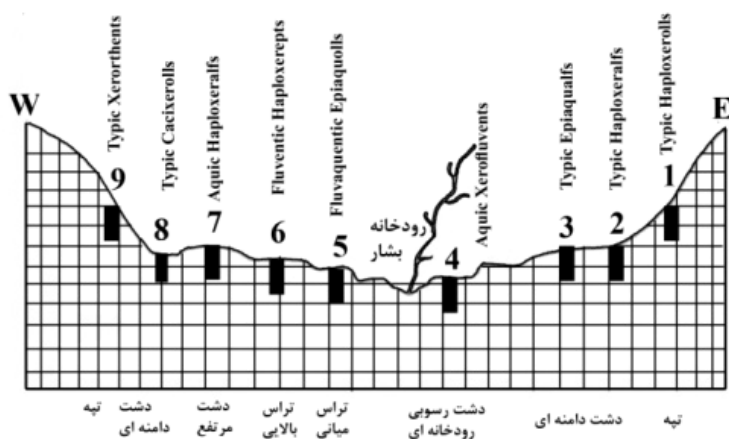 Typic Xerorthents
Typic Cacixerolls
Aquic Haploxeralfs
Fluventic Haploxerepts
Fluvaquentic Epiaquolls
Aquic Xerofluvents
Typic Epiaqualfs
Typic Haploxeralfs
Typic Haploxerolls
W
E
9
8
7
6
5
4
3
2
1
رودخانه
بشار
تپه
دشت
دامنه ای
دشت
مرتفع
تراس
بالایی
تراس
میانی
دشت رسوبی
رودخانه ای
دشت دامنه ای
تپه